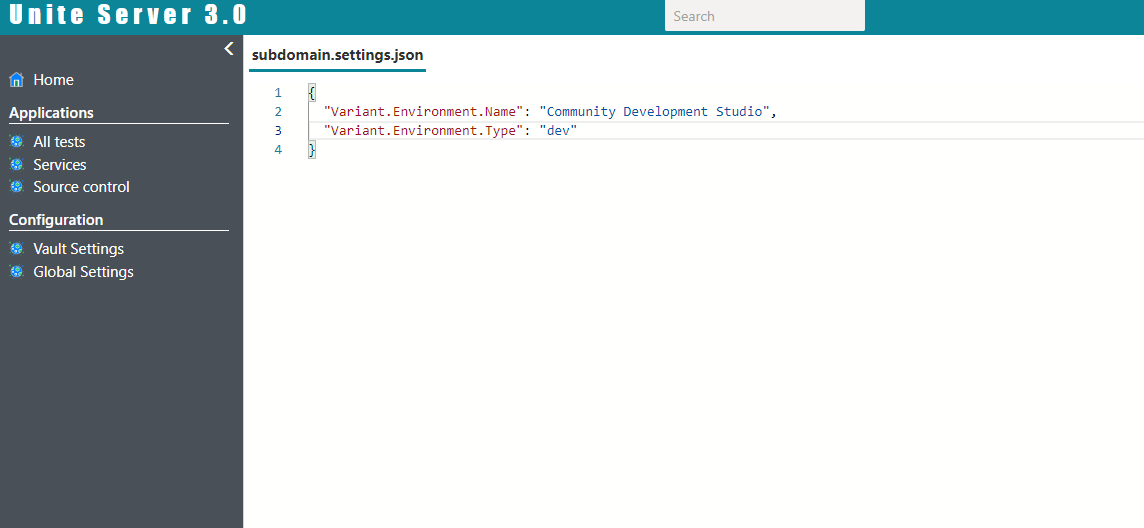 Unite Server 3.0
Search
Home
Applications
All tests
Services
Source control
Configuration
Vault Settings
Global Settings
subdomain.settings.json
1 {
2 "Variant.Environment.Name": "Community Development Studio",
3 "Variant.Environment.Type": "dev"
4 }